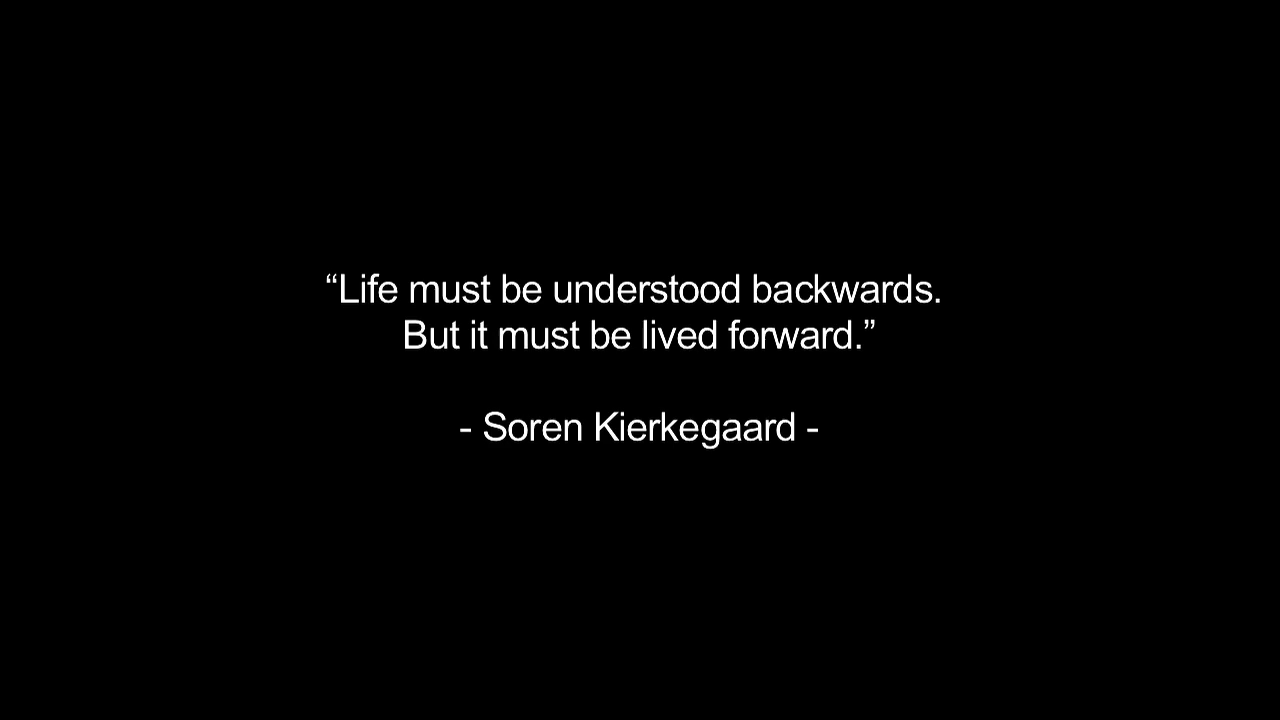 “Life must be understood backwards.
But it must be lived forward.”
- Soren Kierkegaard -